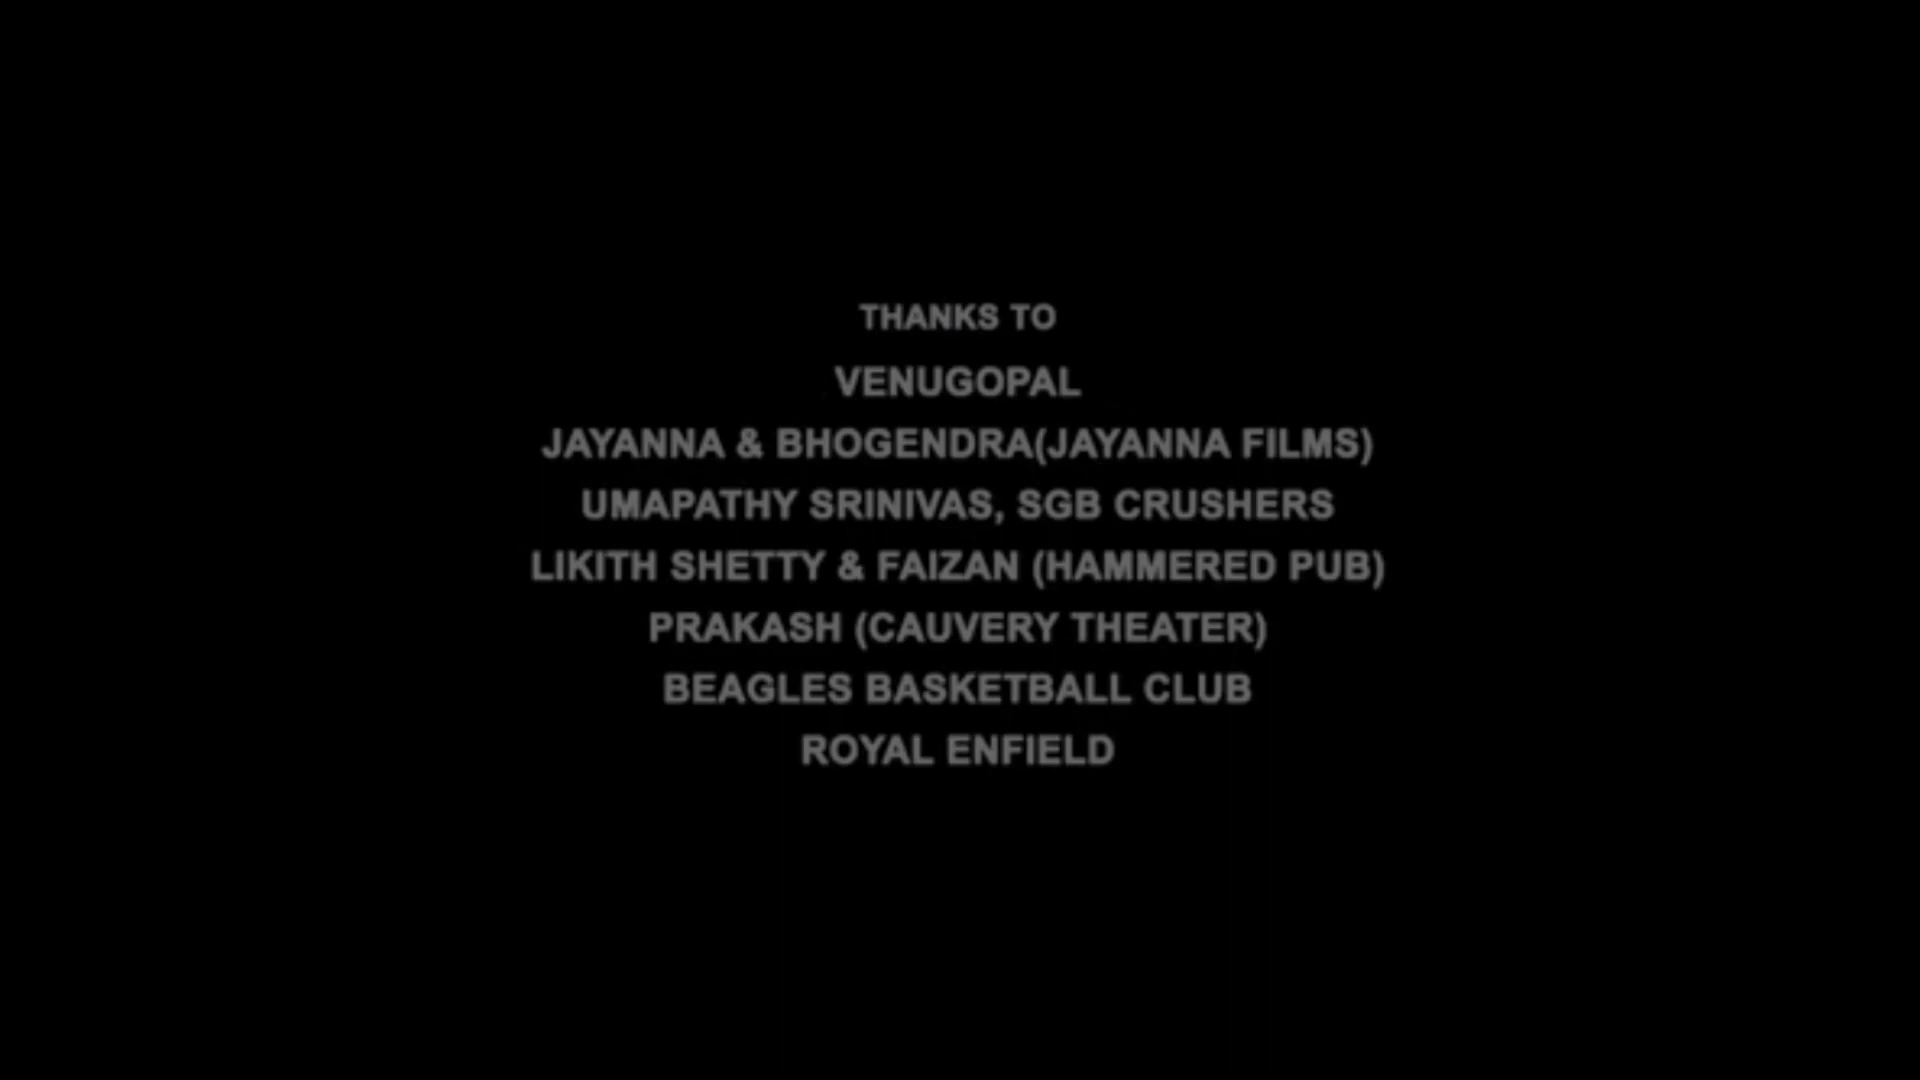 THANKS TO
VENUGOPAL
JAYANNA & BHOGENDRA(JAYANNA FILMS)
UMAPATHY SRINIVAS, SGB CRUSHERS
LIKITH SHETTY & FAIZAN (HAMMERED PUB)
PRAKASH (CAUVERY THEATER)
BEAGLES BASKETBALL CLUB
ROYAL ENFIELD